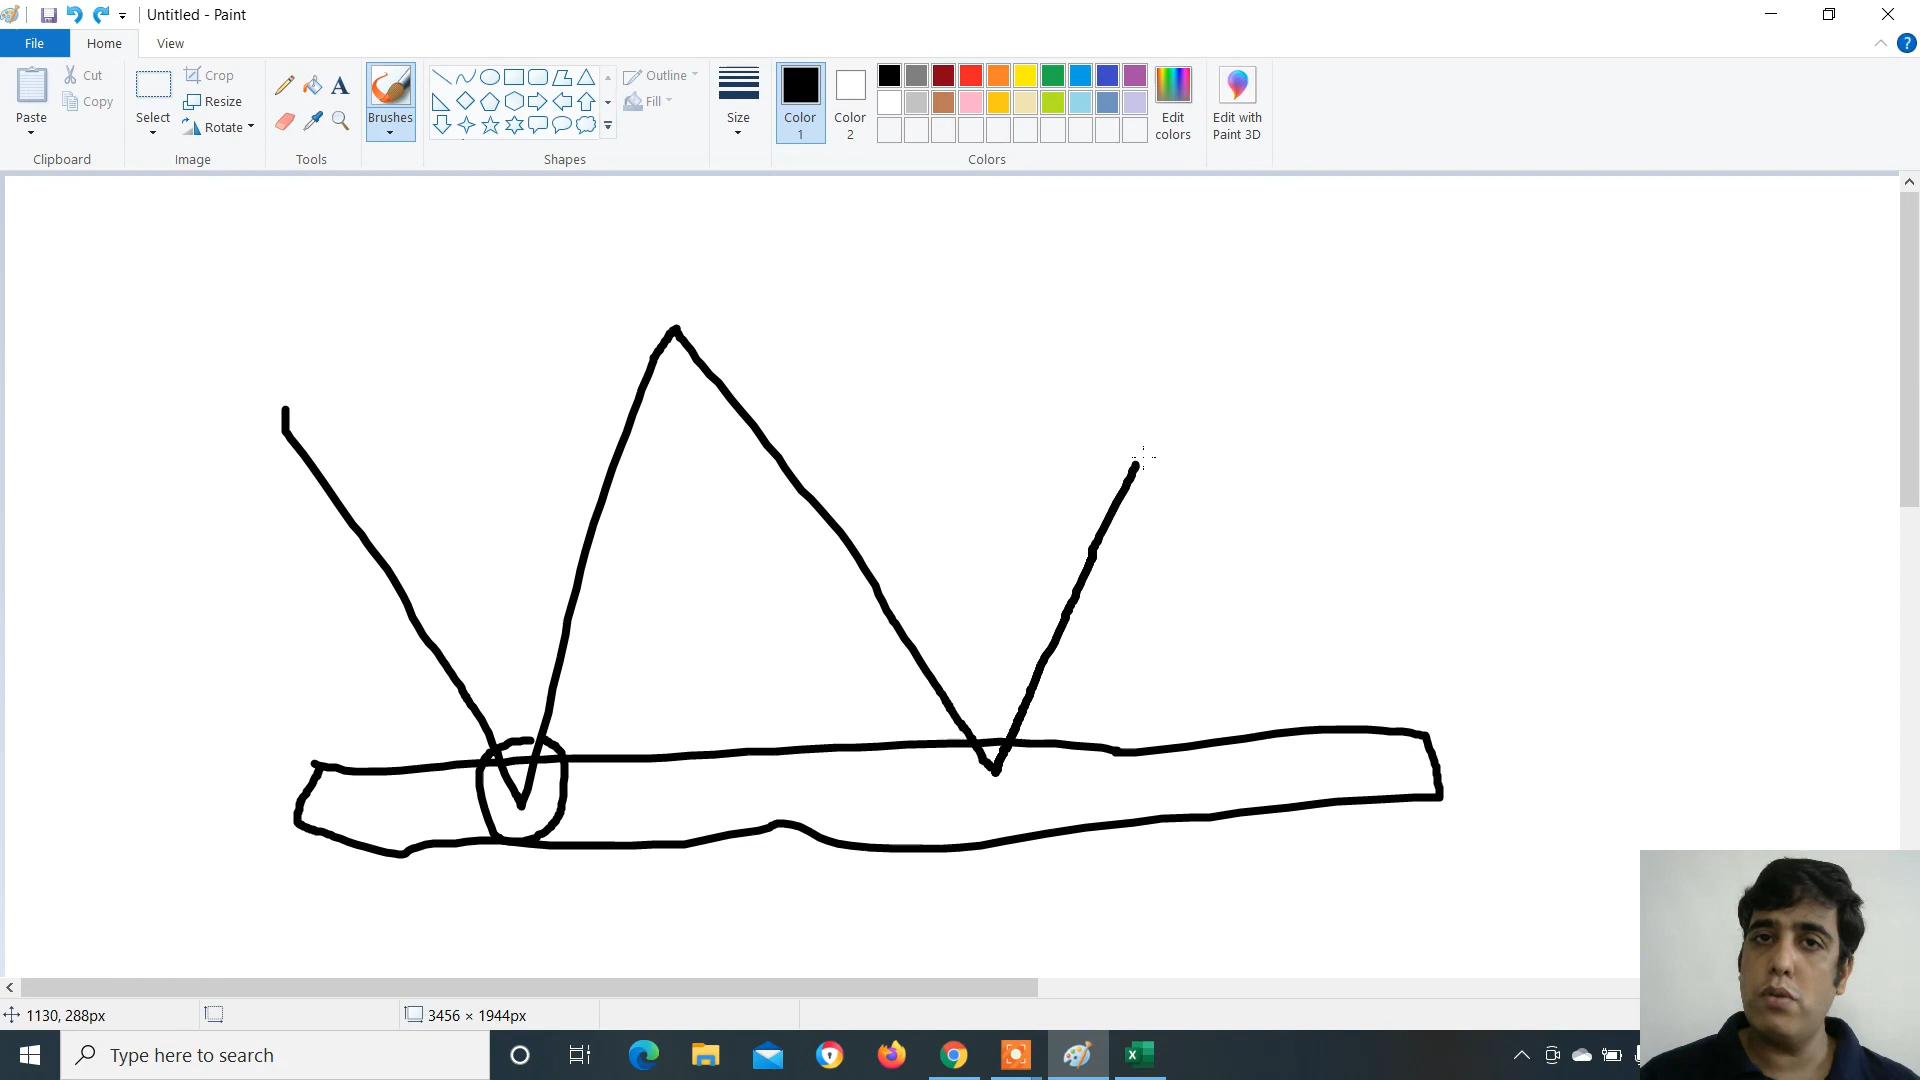 Untitled - Paint
File Home View
Paste
Cut
Copy
Clipboard
Select
Crop
Resize
Rotate
Image
A
Tools
Brushes
Outline
Fill
Shapes
Size
Color
1
Color
2
Edit
colors
Colors
Edit with
Paint 3D
?
1130, 288px
3456 × 1944px
Type here to search